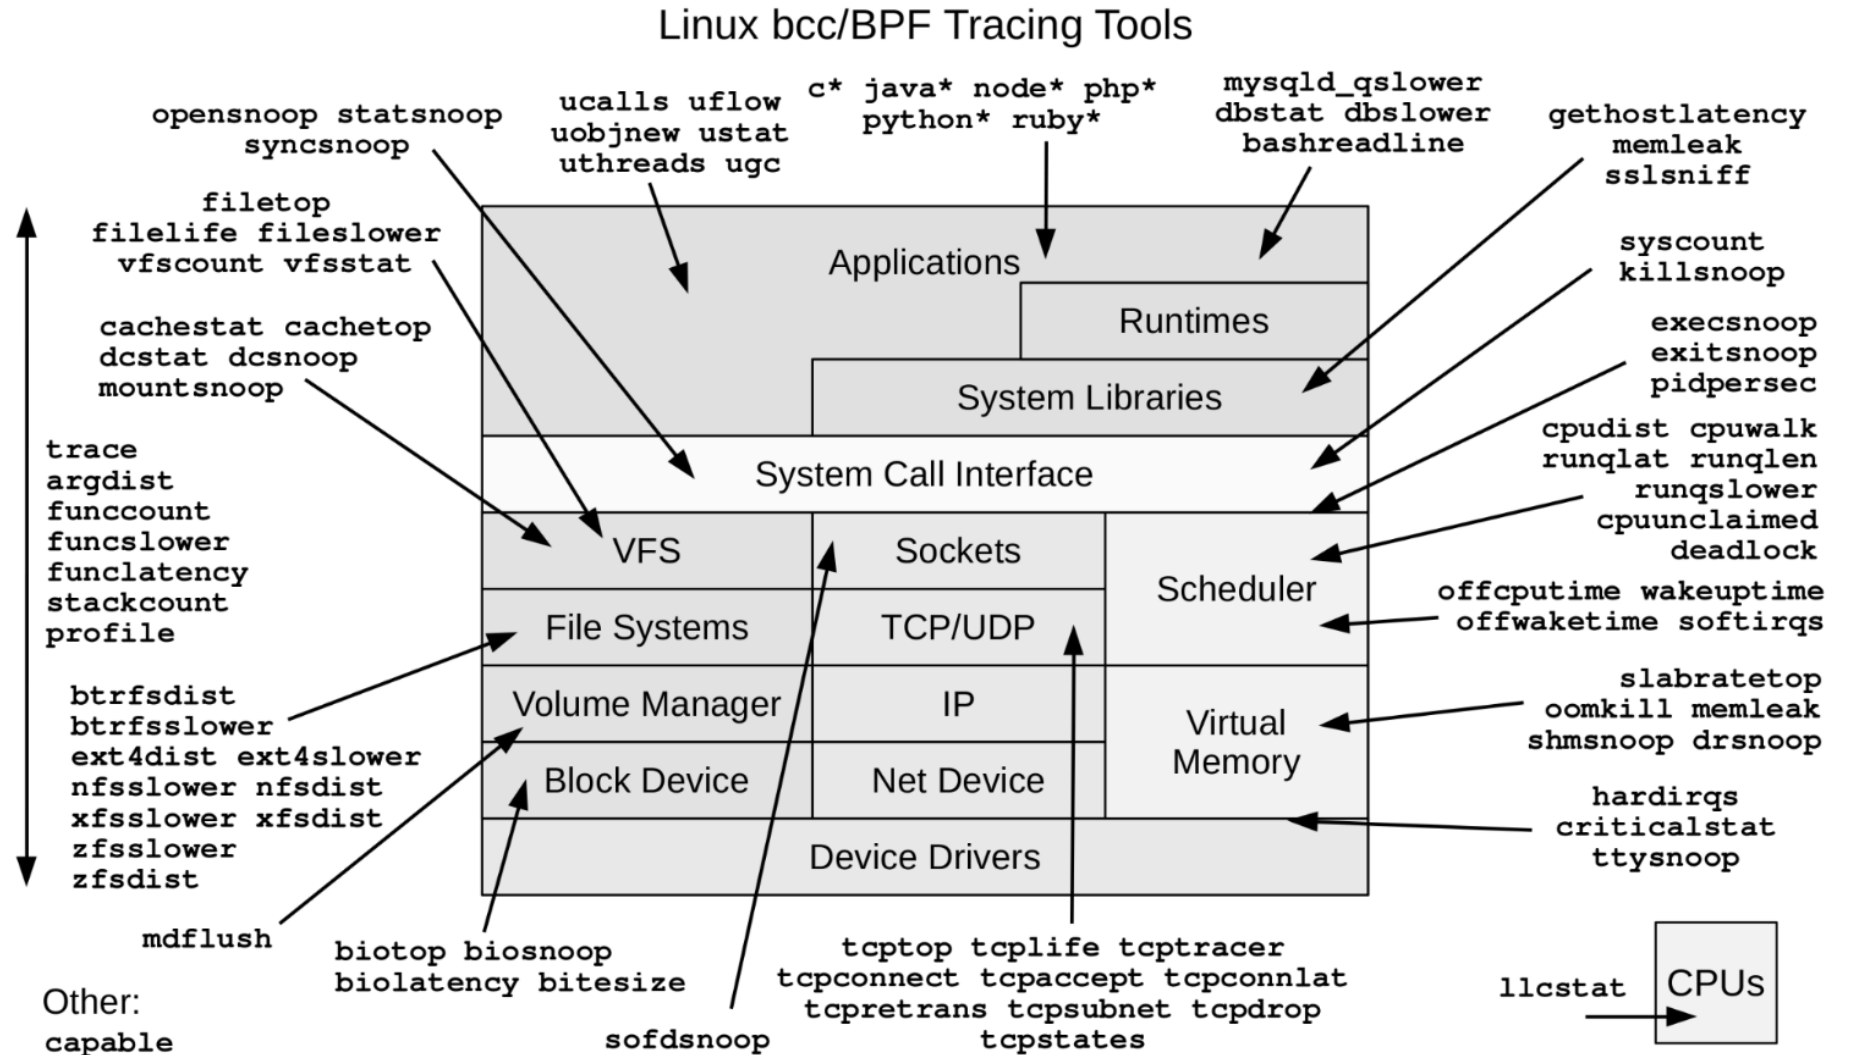 Linux bcc/BPF Tracing Tools
opensnoop statsnoop
syncsnoop
ucalls uflow
uobjnew ustat
uthreads ugc
c* java* node* php*
python* ruby*
mysqld_qslower
dbstat dbslower
bashreadline
gethostlatency
memleak
sslsniff
filetop
filelife fileslower
vfscount vfsstat
syscount
killsnoop
cachestat cachetop
dcstat dcsnoop
mountsnoop
execsnoop
exitsnoop
pidpersec
trace
argdist
funccount
funcslower
funclatency
stackcount
profile
cpudist cpuwalk
runqlat runqlen
runqslower
cpuunclaimed
deadlock
offcputime wakeuptime
offwaketime softirqs
btrfsdist
btrfsslower
ext4dist ext4slower
nfsslower nfsdist
xfsslower xfsdist
zfsslower
zfsdist
slabratetop
oomkill memleak
shmsnoop drsnoop
hardirqs
criticalstat
ttysnoop
Applications
Runtimes
System Libraries
System Call Interface
VFS
Sockets
Scheduler
File Systems
TCP/UDP
Volume Manager
IP
Virtual
Memory
Block Device
Net Device
Device Drivers
mdflush
biotop biosnoop
biolatency bitesize
sofdsnoop
tcptop tcplife tcptracer
tcpconnect tcpaccept tcpconnlat
tcpretrans tcpsubnet tcpdrop
tcpstates
llcstat
CPUs
Other:
capable